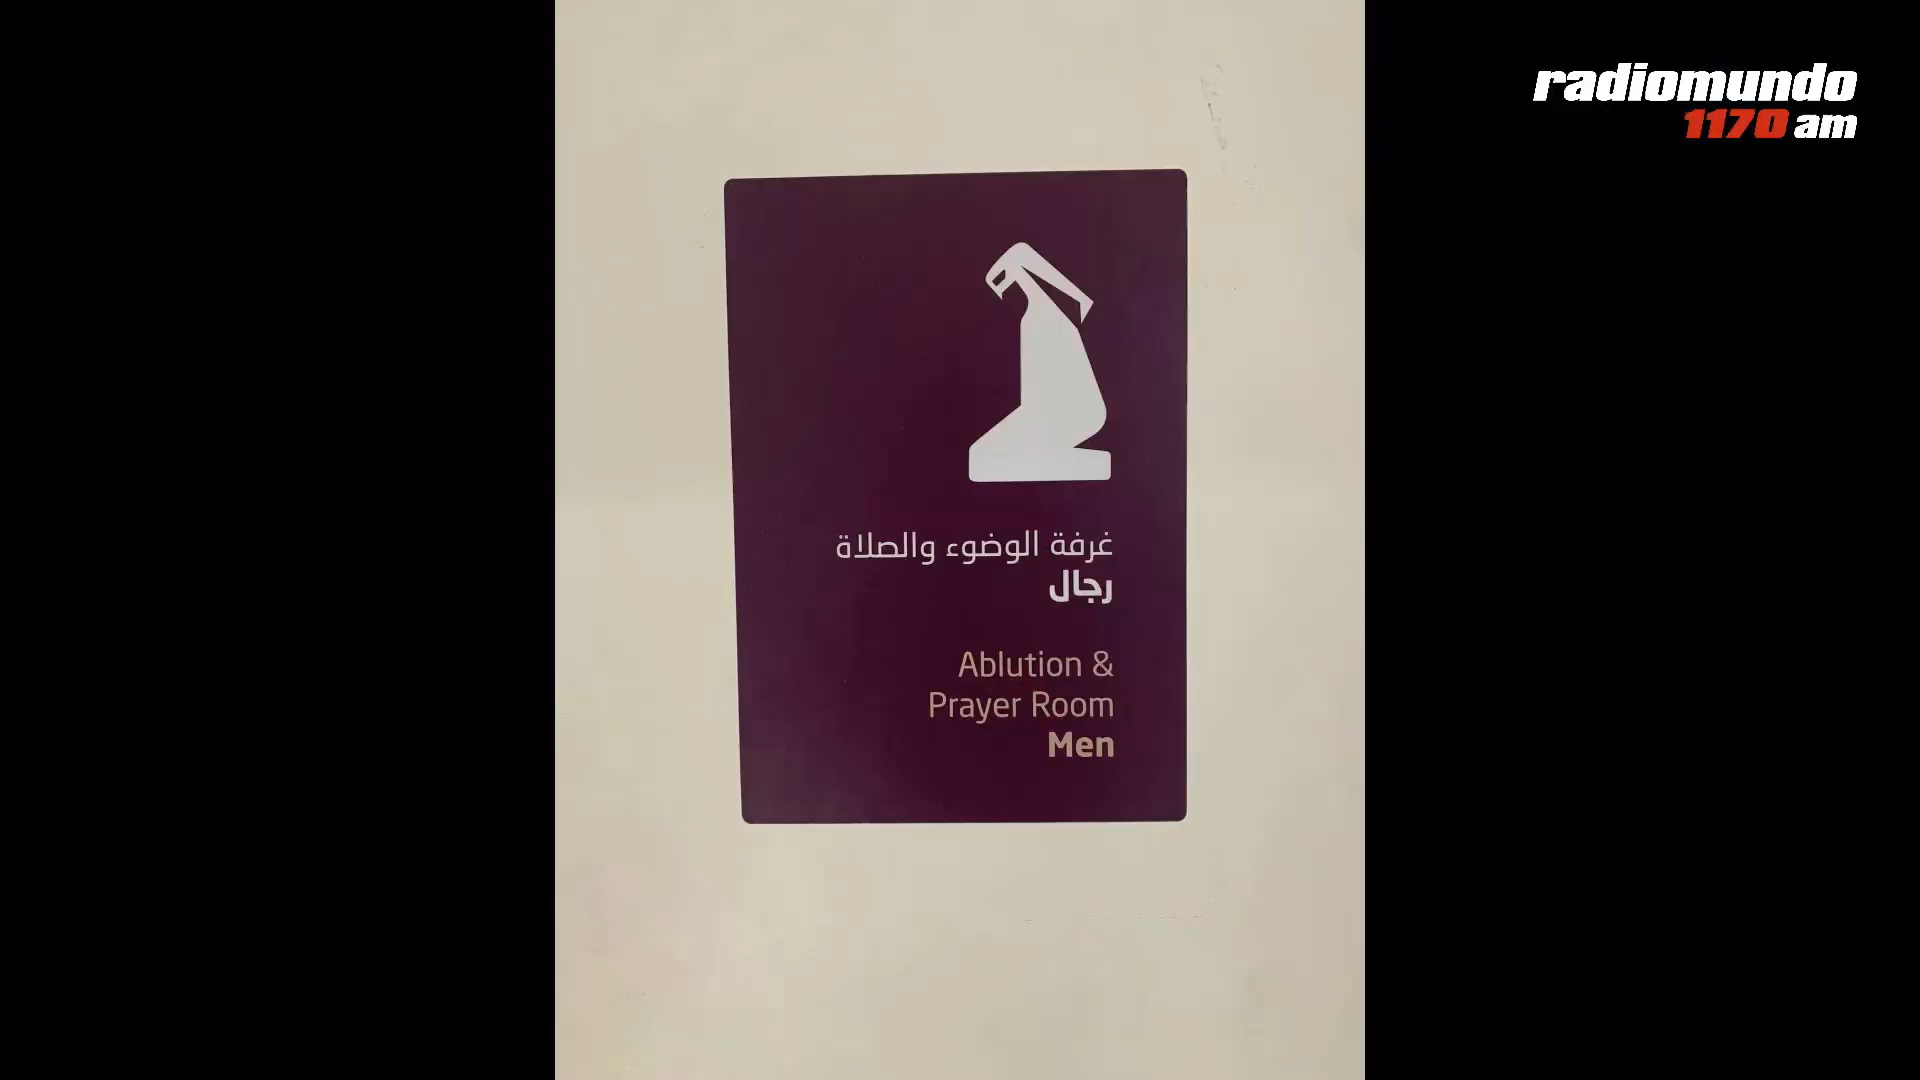 radiomundo
1170 am
غرفة الوضوء والصلاة
رجال
Ablution &
Prayer Room
Men